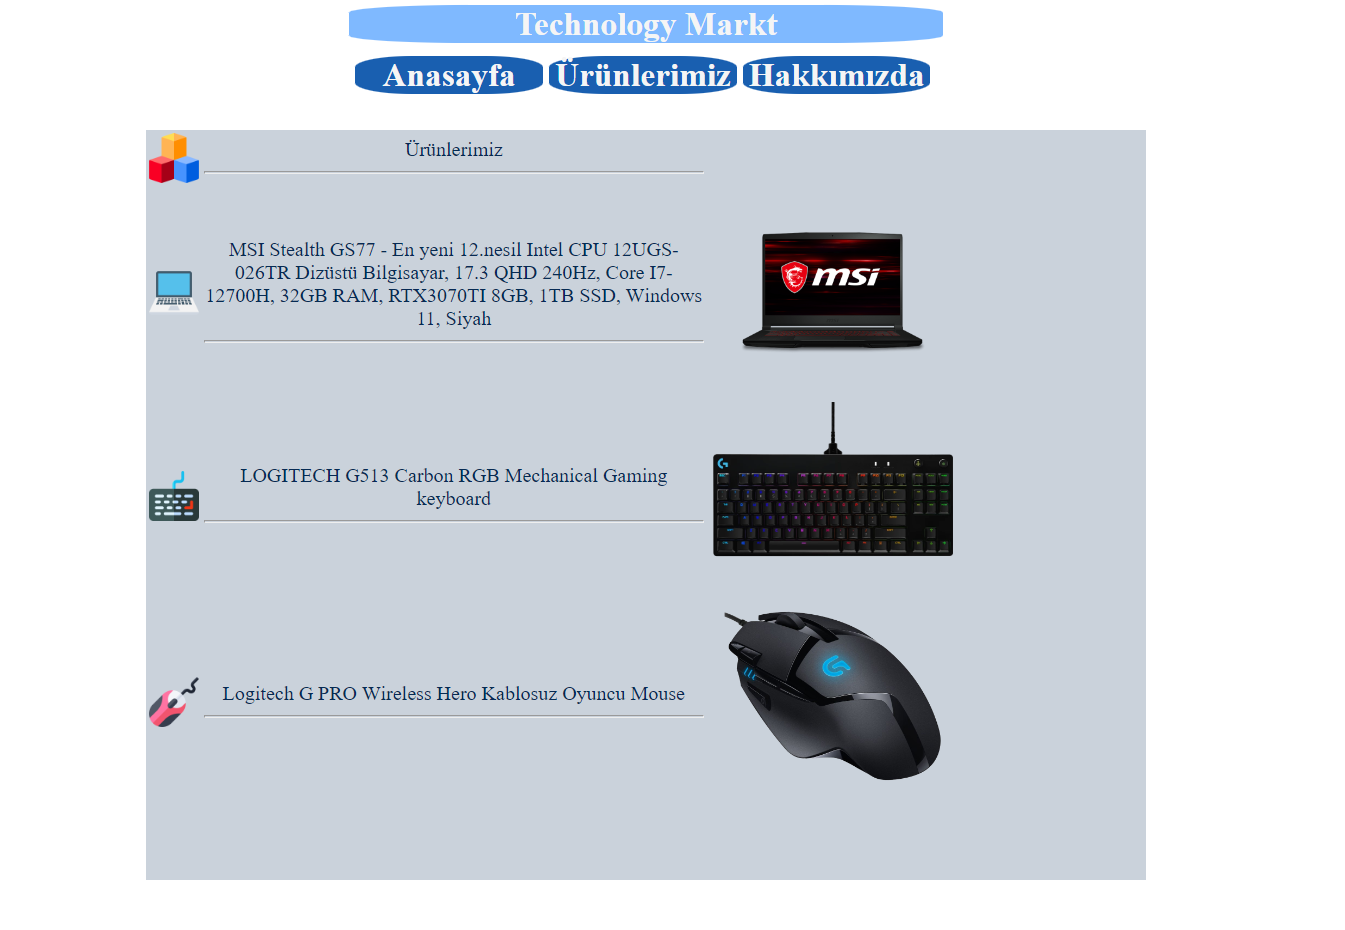 Technology Markt
Anasayfa Ürünlerimiz Hakkımızda
Ürünlerimiz
MSI Stealth GS77 - En yeni 12.nesil Intel CPU 12UGS-
026TR Dizüstü Bilgisayar, 17.3 QHD 240Hz, Core I7-
12700H, 32GB RAM, RTX3070TI 8GB, 1TB SSD, Windows
11, Siyah
msi
LOGITECH G513 Carbon RGB Mechanical Gaming
keyboard
Logitech G PRO Wireless Hero Kablosuz Oyuncu Mouse